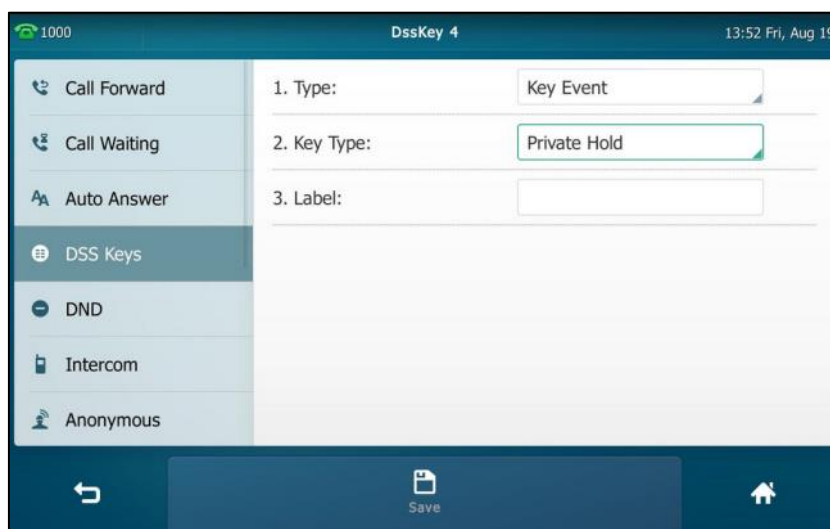 1000 DssKey 4 13:52 Fri, Aug 19
Call Forward
Call Waiting
Auto Answer
DSS Keys
DND
Intercom
Anonymous
1. Type: Key Event
2. Key Type: Private Hold
3. Label:
Save